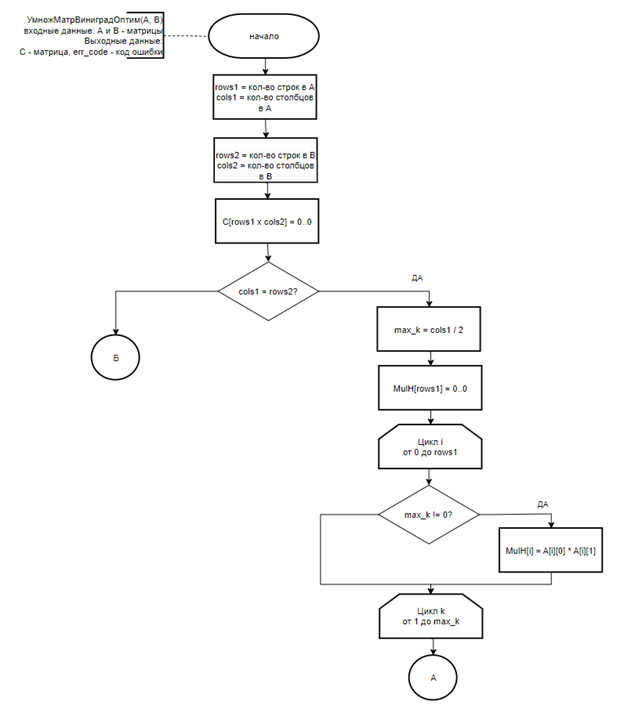 УмножМатрВиниградОптим(А, В)
входные данные: А и В - матрицы
Выходные данные:
С - матрица, err_code - код ошибки
начало
rows1 = кол-во строк в А
cols1 = кол-во столбцов
в А
rows2 = кол-во строк в В
cols2 = кол-во столбцов
в В
C[rows1 x cols2] = 0..0
cols1 = rows2?
ДА
Б
max_k = cols1 / 2
MulH[rows1] = 0..0
Цикл i
от 0 до rows1
max_k != 0?
ДА
MulH[i] = A[i][0] * A[i][1]
Цикл k
от 1 до max_k
А